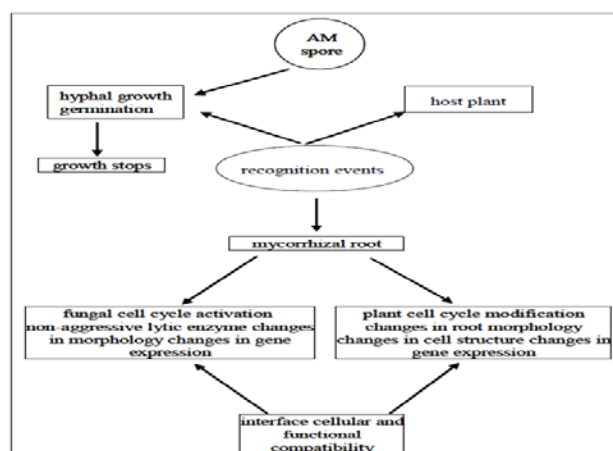 AM
spore
hyphal growth
germination
host plant
growth stops
recognition events
mycorrhizal root
fungal cell cycle activation
non-aggressive lytic enzyme changes
in morphology changes in gene
expression
plant cell cycle modification
changes in root morphology
changes in cell structure changes in
gene expression
interface cellular and
functional
compatibility